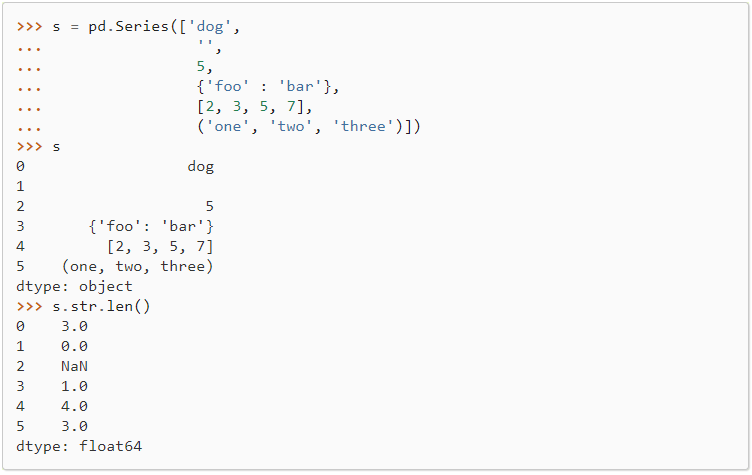 >>> s = pd.Series(['dog',
...                 '',
...                 5,
...                 {'foo' : 'bar'},
...                 [2, 3, 5, 7],
...                 ('one', 'two', 'three')])
>>> s
0                  dog
1
2                    5
3       {'foo': 'bar'}
4         [2, 3, 5, 7]
5    (one, two, three)
dtype: object
>>> s.str.len()
0    3.0
1    0.0
2    NaN
3    1.0
4    4.0
5    3.0
dtype: float64